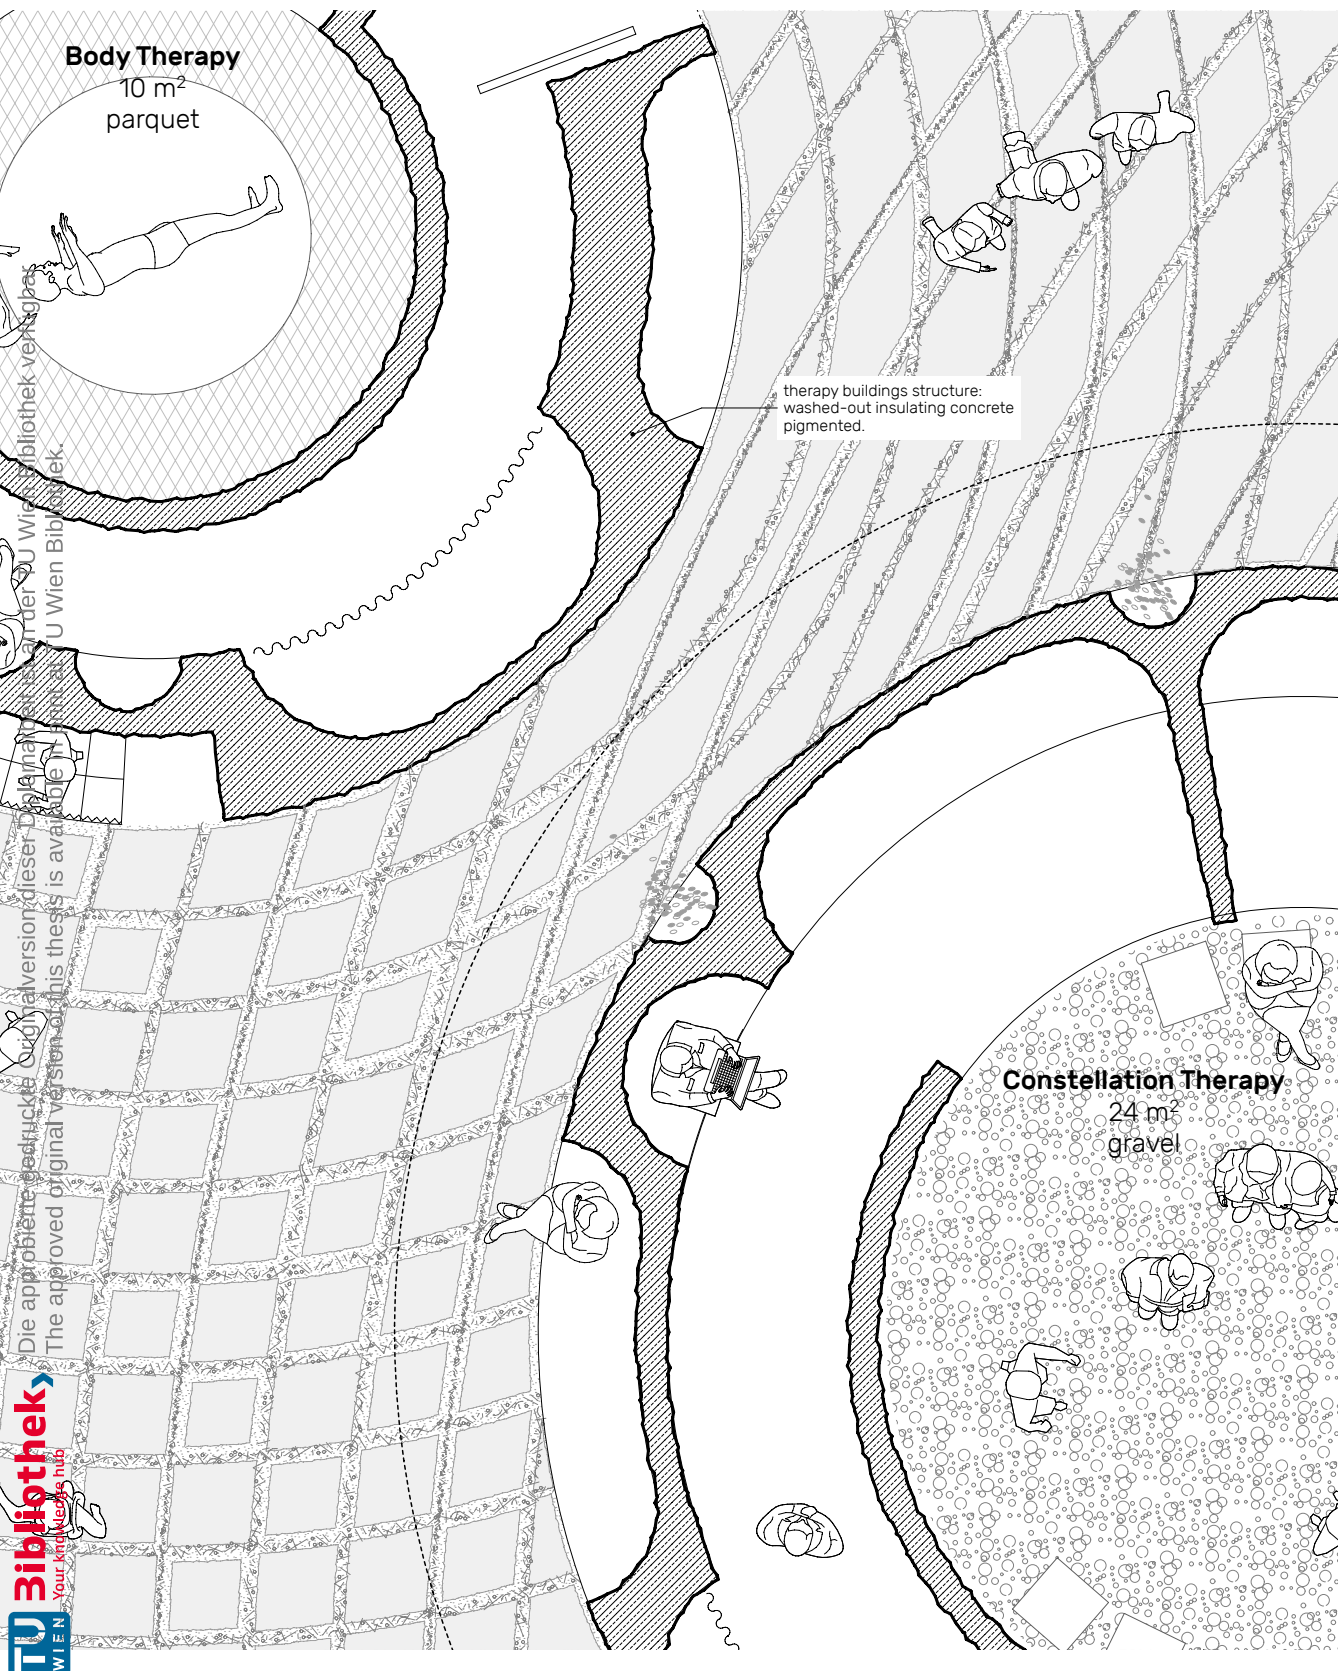 Body Therapy
10 m²
parquet
therapy buildings structure:
washed-out insulating concrete
pigmented.
Constellation Therapy
24 m²
gravel
Die approbierte gedruckte Originalversion dieser Diplomarbeit ist an der TU Wien Bibliothek verfügbar
The approved original version of this thesis is available in print at TU Wien Bibliothek.
TU WIEN
Bibliothek
Your knowledge hub